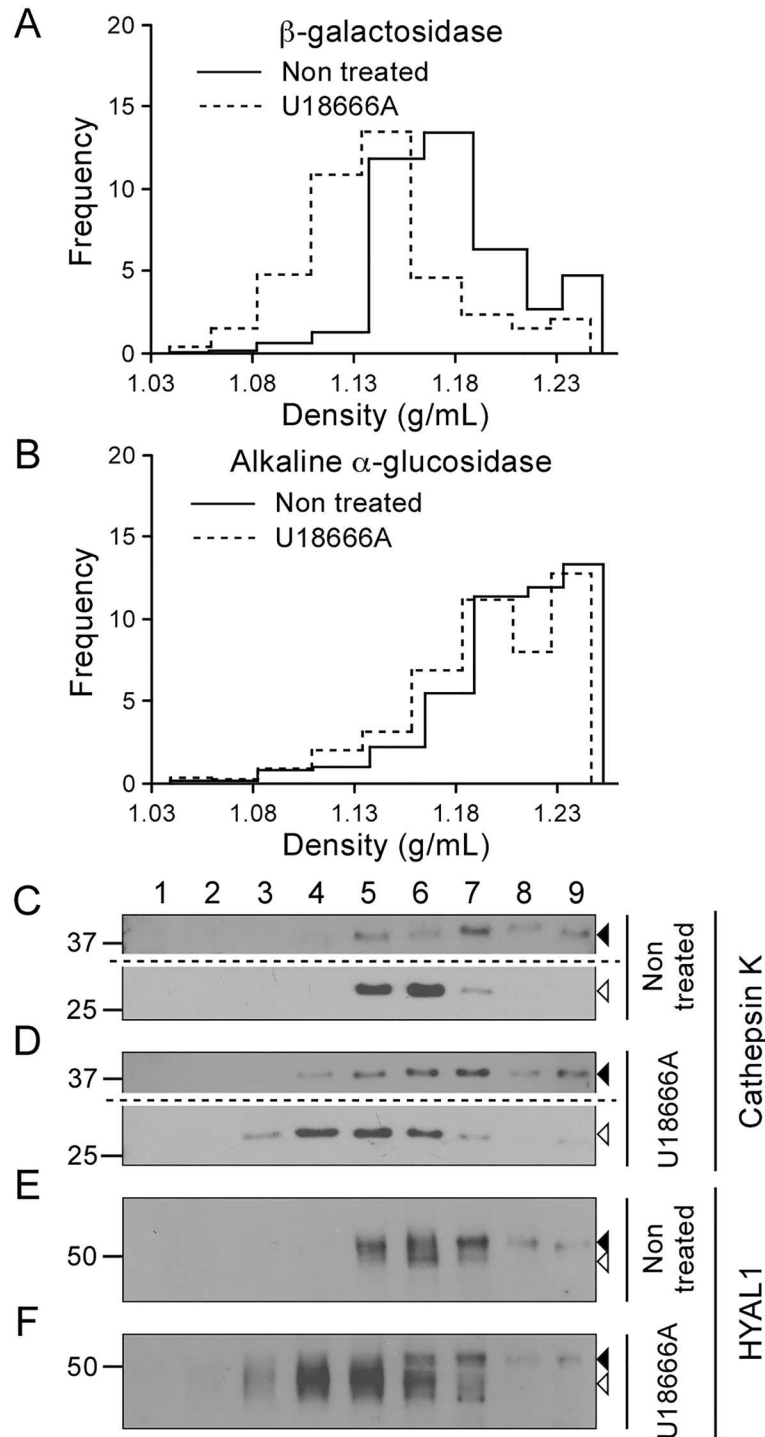 A
β-galactosidase
Non treated
U18666A
20
15
10
5
0
Frequency
1.03 1.08 1.13 1.18 1.23
Density (g/mL)
B
Alkaline α-glucosidase
Non treated
U18666A
20
15
10
5
0
Frequency
1.03 1.08 1.13 1.18 1.23
Density (g/mL)
1 2 3 4 5 6 7 8 9
C
37
25
Non
treated
D
37
25
U18666A
Cathepsin K
E
50
Non
treated
F
50
U18666A
HYAL1